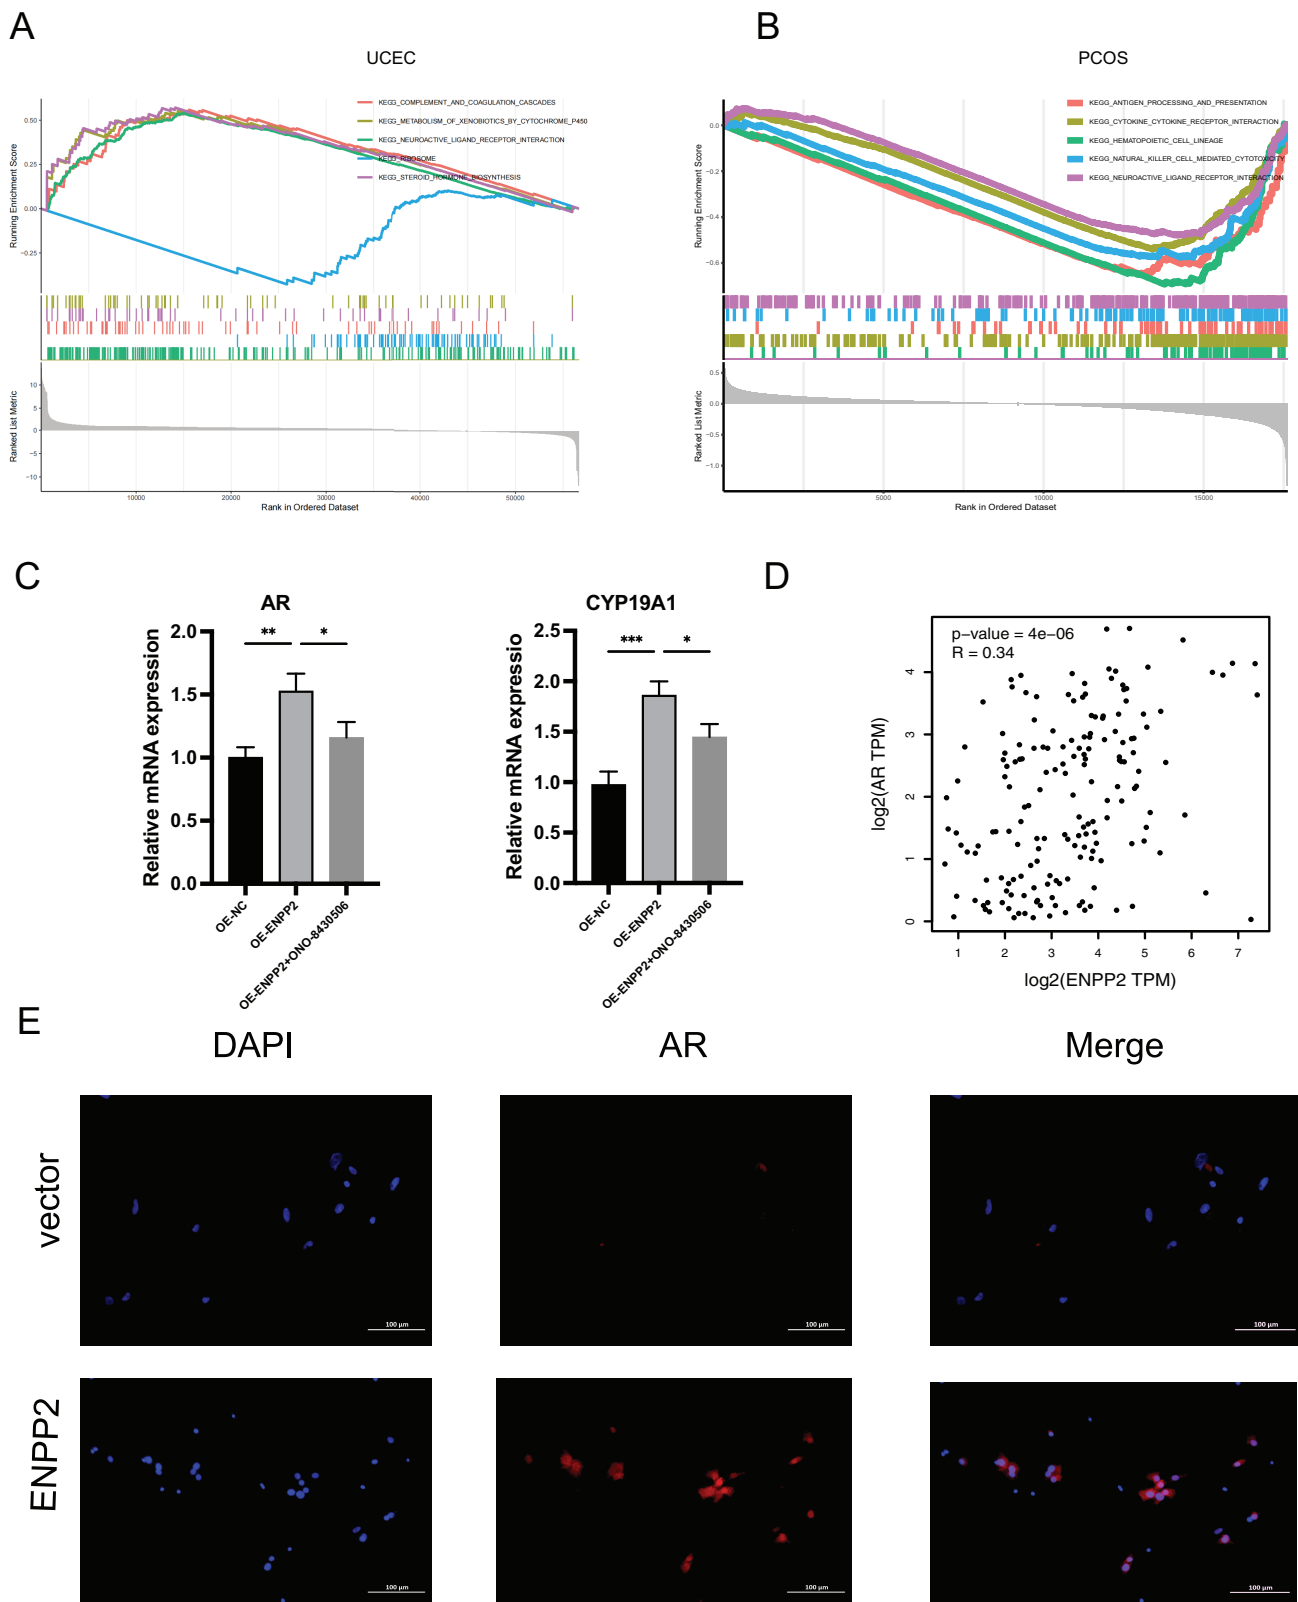 A
UCEC
Running Enrichment Score
0.50
0.25
0.00
−0.25
KEGG_COMPLEMENT_AND_COAGULATION_CASCADES
KEGG_METABOLISM_OF_XENOBIOTICS_BY_CYTOCHROME_P450
KEGG_NEUROACTIVE_LIGAND_RECEPTOR_INTERACTION
KEGG_RIBOSOME
KEGG_STEROID_HORMONE_BIOSYNTHESIS
Ranked List Metric
10
5
0
−5
−10
10000 20000 30000 40000 50000
Rank in Ordered Dataset
B
PCOS
Running Enrichment Score
0.0
−0.2
−0.4
−0.6
KEGG_ANTIGEN_PROCESSING_AND_PRESENTATION
KEGG_CYTOKINE_CYTOKINE_RECEPTOR_INTERACTION
KEGG_HEMATOPOIETIC_CELL_LINEAGE
KEGG_NATURAL_KILLER_CELL_MEDIATED_CYTOTOXICITY
KEGG_NEUROACTIVE_LIGAND_RECEPTOR_INTERACTION
Ranked List Metric
0.5
0.0
−0.5
−1.0
5000 10000 15000
Rank in Ordered Dataset
C
AR
Relative mRNA expression
2.0
1.5
1.0
0.5
0.0
** *
OE-NC
OE-ENPP2
OE-ENPP2+ONO-8430506
CYP19A1
Relative mRNA expressio
2.5
2.0
1.5
1.0
0.5
0.0
*** *
OE-NC
OE-ENPP2
OE-ENPP2+ONO-8430506
D
p−value = 4e−06
R = 0.34
log2(AR TPM)
4
3
2
1
0
1 2 3 4 5 6 7
log2(ENPP2 TPM)
E
DAPI AR Merge
vector
100 μm 100 μm 100 μm
ENPP2
100 μm 100 μm 100 μm